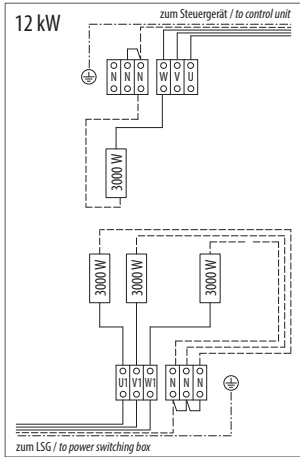 12 kW
zum Steuergerät / to control unit
N N N W V U
3000 W
3000 W 3000 W 3000 W
U1 V1 W1 N N N
zum LSG / to power switching box